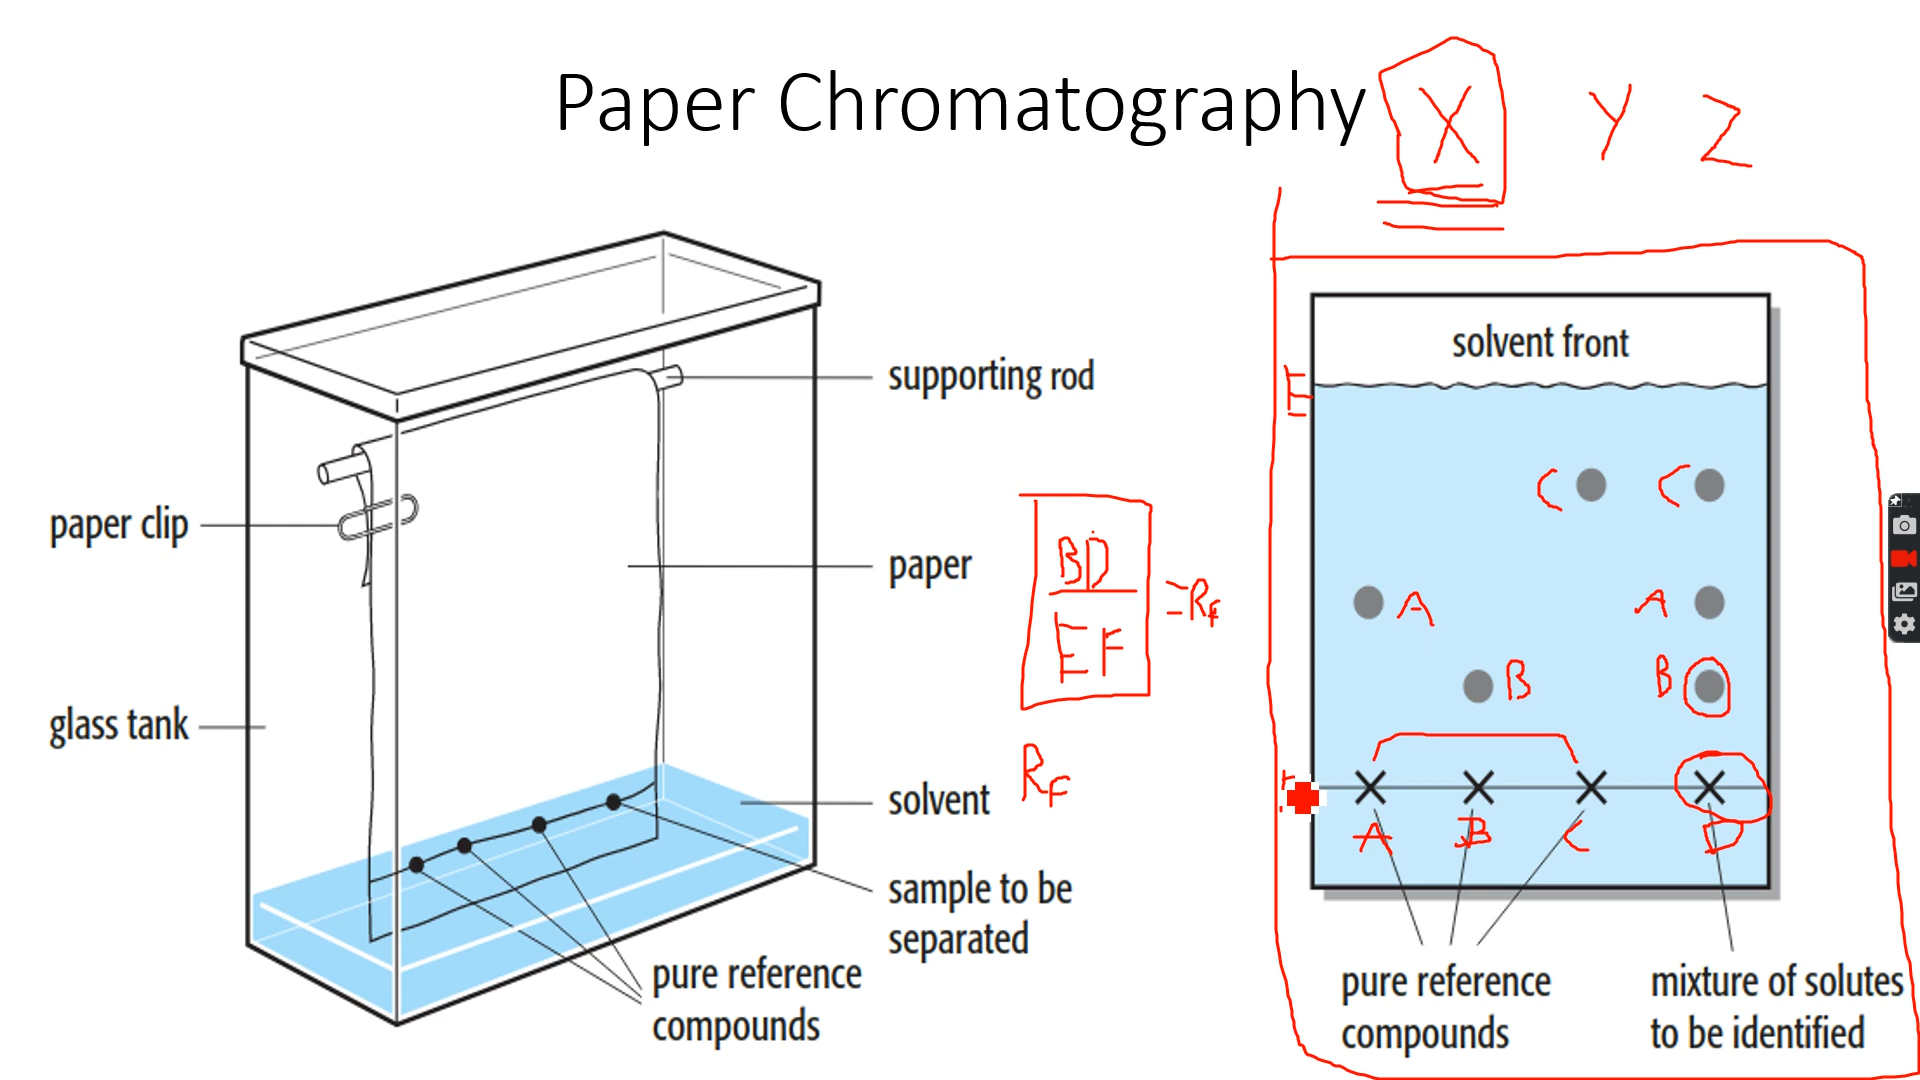 Paper Chromatography
X Y Z
supporting rod
paper clip
paper
glass tank
solvent
sample to be
separated
pure reference
compounds
BD
EF
=Rf
RF
solvent front
E
C C
A A
B B
F
A B C D
pure reference
compounds
mixture of solutes
to be identified